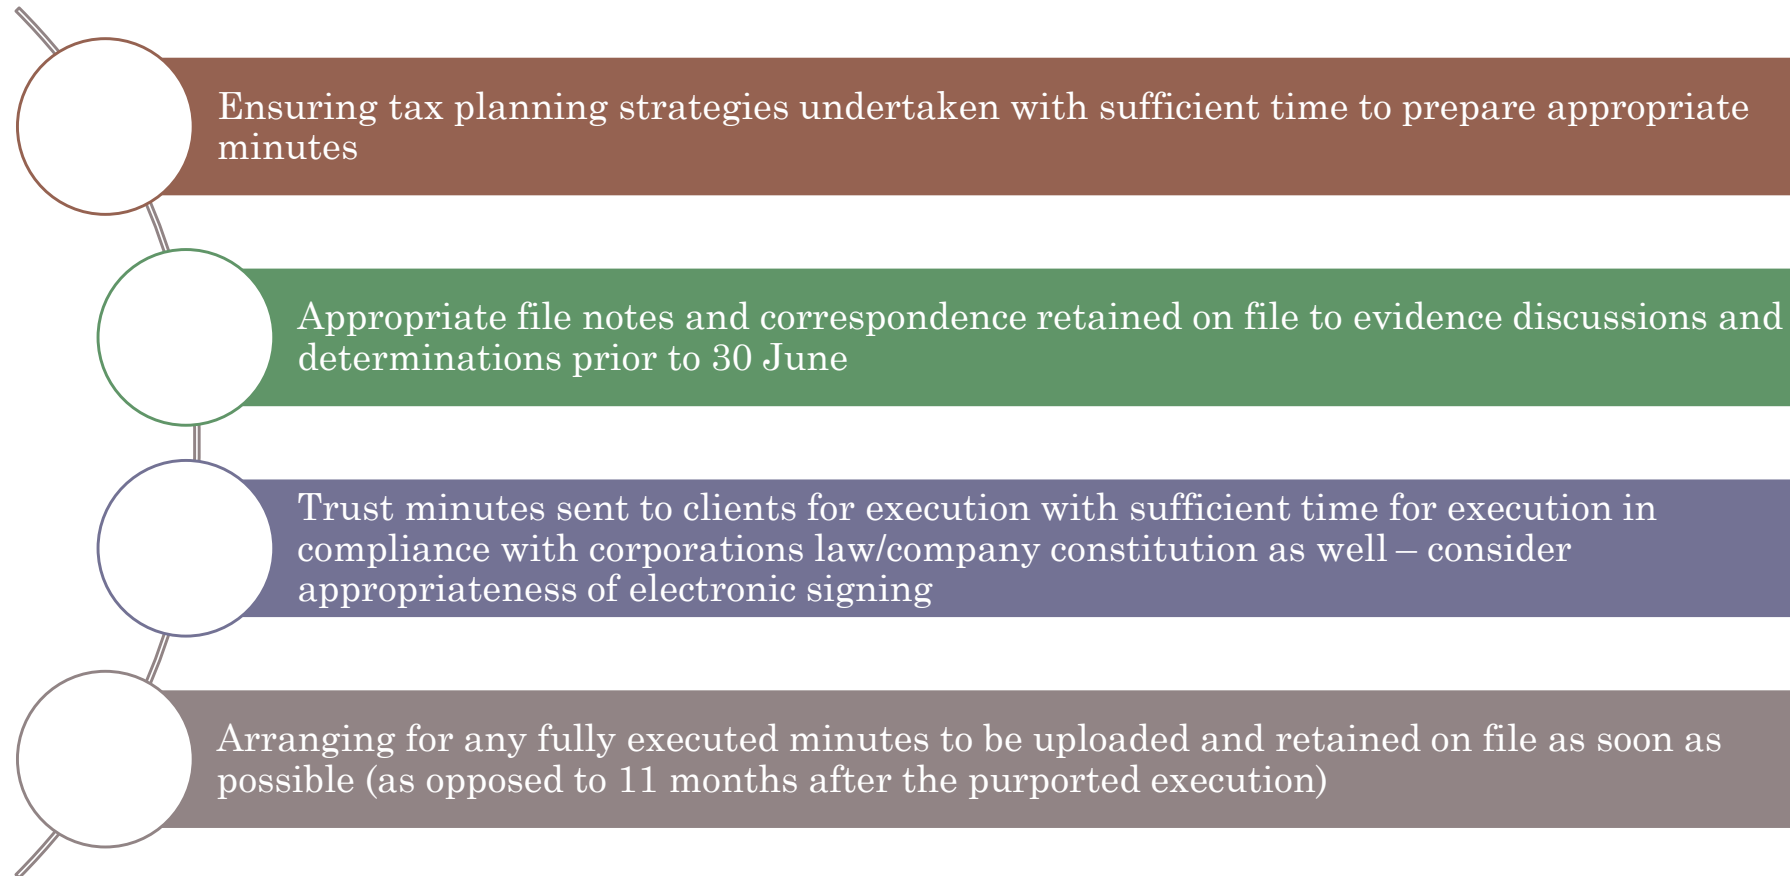 Ensuring tax planning strategies undertaken with sufficient time to prepare appropriate
minutes
Appropriate file notes and correspondence retained on file to evidence discussions and
determinations prior to 30 June
Trust minutes sent to clients for execution with sufficient time for execution in
compliance with corporations law/company constitution as well – consider
appropriateness of electronic signing
Arranging for any fully executed minutes to be uploaded and retained on file as soon as
possible (as opposed to 11 months after the purported execution)